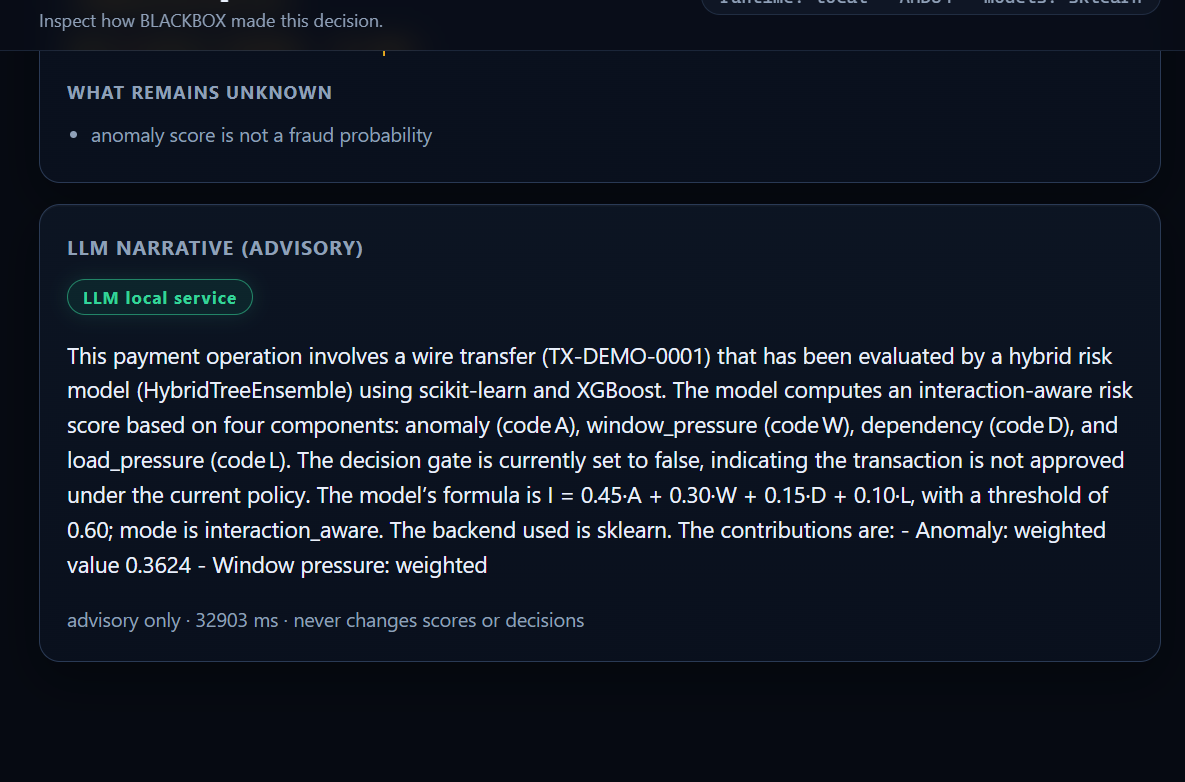 Inspect how BLACKBOX made this decision.
runtime: local
models: sklearn
WHAT REMAINS UNKNOWN
• anomaly score is not a fraud probability
LLM NARRATIVE (ADVISORY)
LLM local service
This payment operation involves a wire transfer (TX-DEMO-0001) that has been evaluated by a hybrid risk
model (HybridTreeEnsemble) using scikit-learn and XGBoost. The model computes an interaction-aware risk
score based on four components: anomaly (code A), window_pressure (code W), dependency (code D), and
load_pressure (code L). The decision gate is currently set to false, indicating the transaction is not approved
under the current policy. The model’s formula is I = 0.45·A + 0.30·W + 0.15·D + 0.10·L, with a threshold of
0.60; mode is interaction_aware. The backend used is sklearn. The contributions are: - Anomaly: weighted
value 0.3624 - Window pressure: weighted
advisory only · 32903 ms · never changes scores or decisions